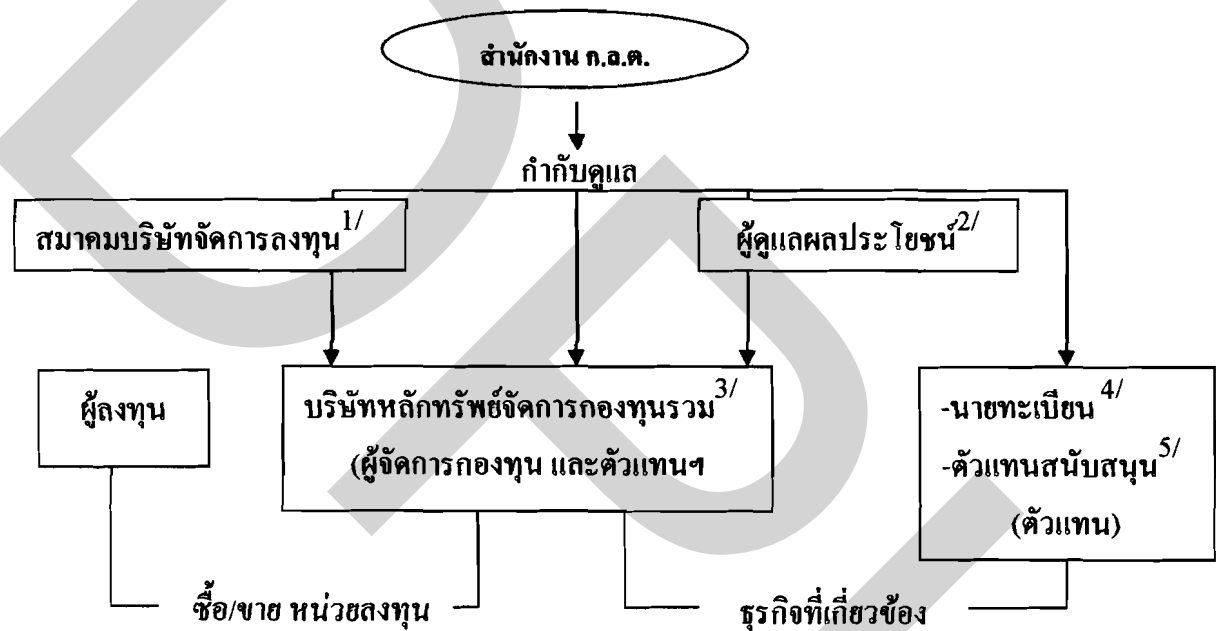 สำนักงาน ก.ล.ต.
กำกับดูแล
สมาคมบริษัทจัดการลงทุน 1/
ผู้ดูแลผลประโยชน์ 2/
ผู้ลงทุน
บริษัทหลักทรัพย์จัดการกองทุนรวม 3/
(ผู้จัดการกองทุน และตัวแทนฯ
-นายทะเบียน 4/
-ตัวแทนสนับสนุน 5/
(ตัวแทน)
ซื้อ/ขาย หน่วยลงทุน
ธุรกิจที่เกี่ยวข้อง